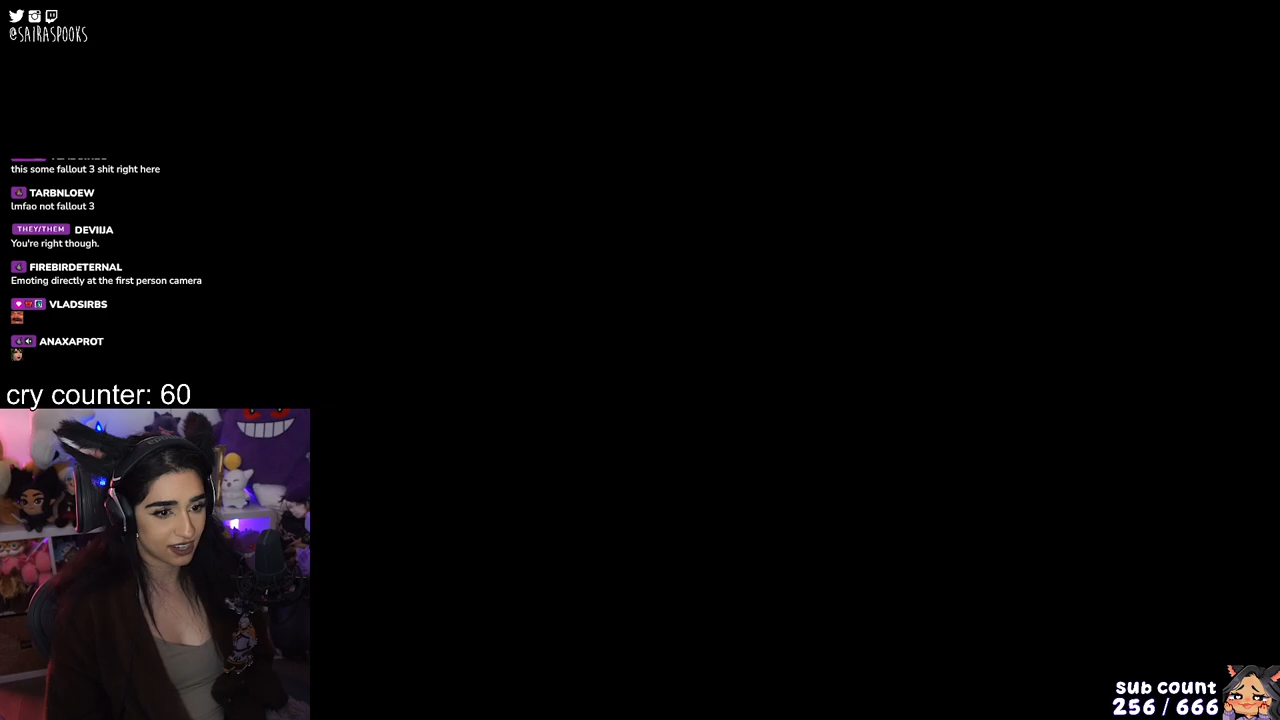 @SAIRASPOOKS
this some fallout 3 shit right here
TARBNLOEW
lmfao not fallout 3
THEY/THEM DEVIIJA
You're right though.
FIREBIRDETERNAL
Emoting directly at the first person camera
VLADSIRBS
ANAXAPROT
cry counter: 60
sub count
256 / 666